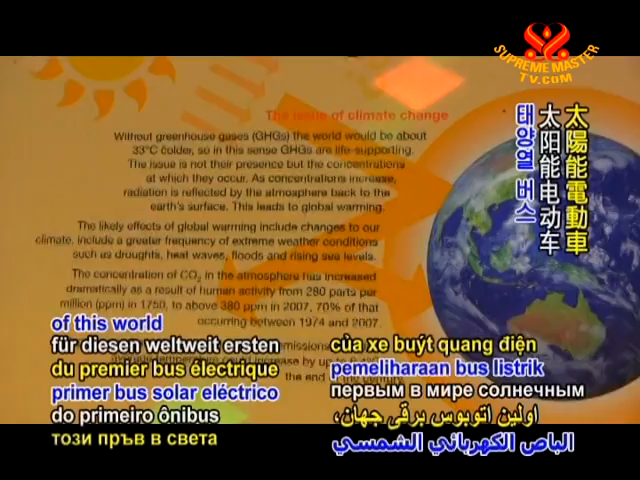 SUPREME MASTER
TV.COM
The issue of climate change
Without greenhouse gases (GHGs) the world would be about
33°C colder, so in this sense GHGs are life-supporting.
The issue is not their presence but the concentrations
at which they occur. As concentrations increase,
radiation is reflected by the atmosphere back to the
earth's surface. This leads to global warming.
The likely effects of global warming include changes to our
climate, include a greater frequency of extreme weather conditions
such as droughts, heat waves, floods and rising sea levels.
The concentration of CO₂ in the atmosphere has increased
dramatically as a result of human activity from 280 parts per
million (ppm) in 1750, to above 380 ppm in 2007, 70% of that
occurring between 1974 and 2007.
increase by up to
the end of the century
太陽能電動車
太阳能电动车
태양열 버스
of this world
für diesen weltweit ersten
du premier bus électrique
primer bus solar eléctrico
do primeiro ônibus
този пръв в света
của xe buýt quang điện
pemeliharaan bus listrik
первым в мире солнечным
اولین اتوبوس برقی جهان،
الباص الكهربائي الشمسي